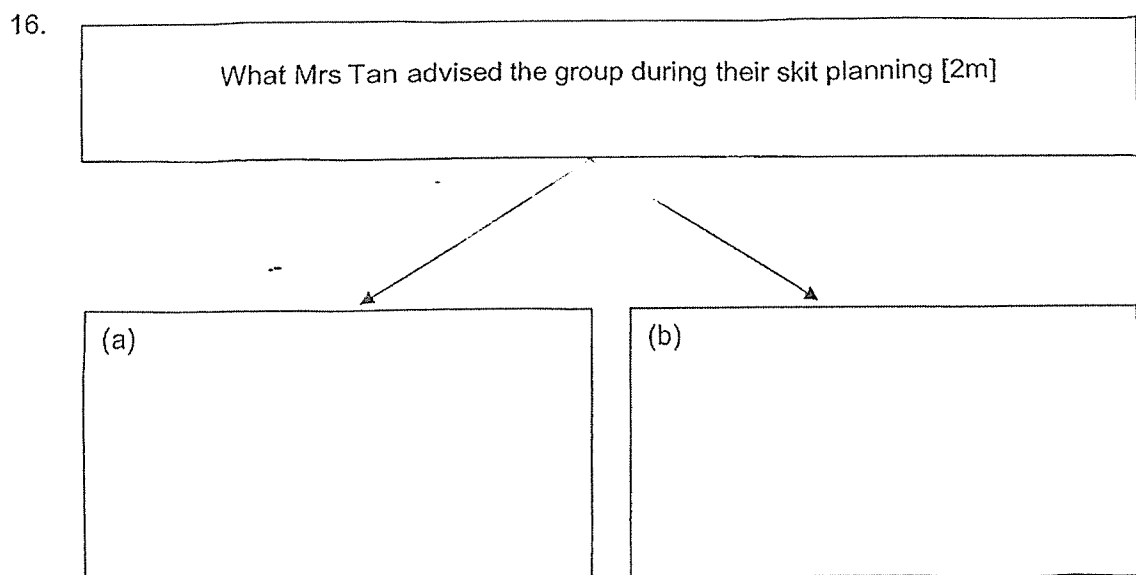 16.
What Mrs Tan advised the group during their skit planning [2m]
(a)
(b)